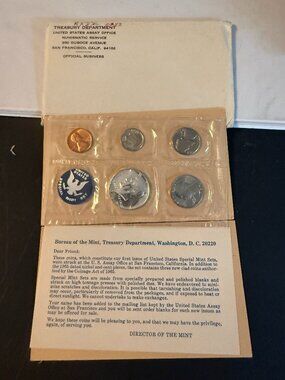 TREASURY DEPARTMENT
UNITED STATES ASSAY OFFICE
NUMISMATIC SERVICE
350 DUBOCE AVENUE
SAN FRANCISCO, CALIF. 94102
OFFICIAL BUSINESS
UNITED STATES
SPECIAL MINT SET
Bureau of the Mint, Treasury Department, Washington, D. C. 20220
Dear Friend:
These coins, which constitute our first issue of United States Special Mint Sets,
were struck at the U. S. Assay Office at San Francisco, California. In addition to
the 1965 dated nickel and cent pieces, the set contains three new clad coins author-
ized by the Coinage Act of 1965.
Special Mint Sets are made from specially prepared and polished blanks and
struck on high tonnage presses with polished dies. We have endeavored to mini-
mize scratches and discoloration. It is possible that tarnishing and discoloration
may occur, particularly if removed from the packages, and if exposed to heat or
direct sunlight. We cannot undertake to make exchanges.
Your name has been added to the mailing list kept by the United States Assay
Office at San Francisco and you will be sent order blanks for each new issue as
may be offered for sale.
We hope these coins will be pleasing to you, and that we may have the privilege,
again, of serving you.
DIRECTOR OF THE MINT